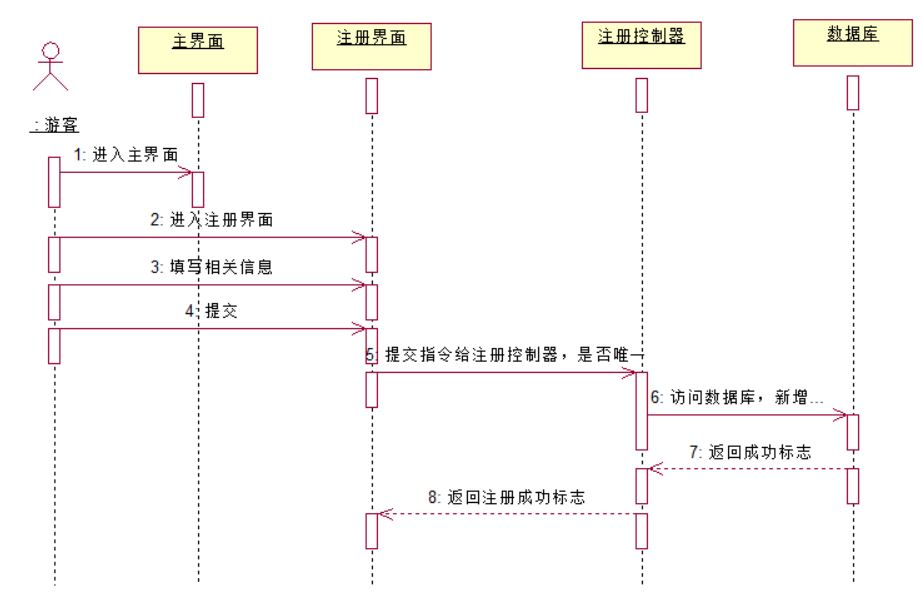 主界面
注册界面
注册控制器
数据库
: 游客
1: 进入主界面
2: 进入注册界面
3: 填写相关信息
4: 提交
5: 提交指令给注册控制器，是否唯一
6: 访问数据库，新增...
7: 返回成功标志
8: 返回注册成功标志